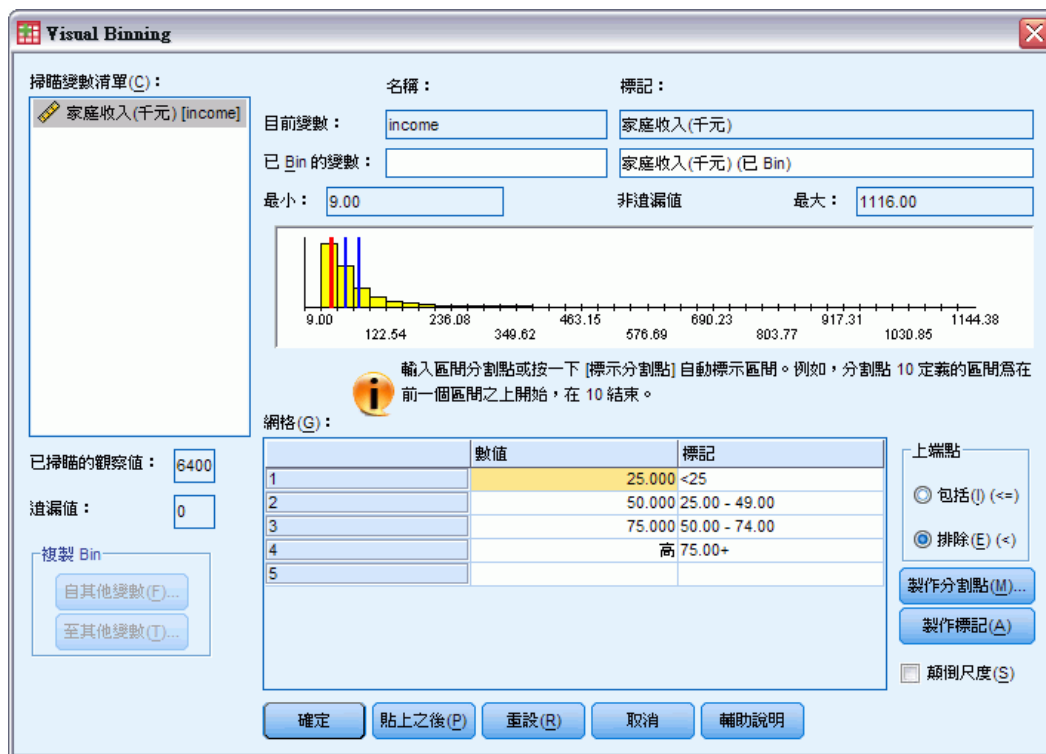 Visual Binning
掃瞄變數清單(C)：
家庭收入(千元) [income]
名稱：
標記：
目前變數：
income
家庭收入(千元)
已 Bin 的變數：
家庭收入(千元) (已 Bin)
最小：
9.00
非遺漏值
最大：
1116.00
9.00
236.08
463.15
690.23
917.31
1144.38
122.54
349.62
576.69
803.77
1030.85
輸入區間分割點或按一下 [標示分割點] 自動標示區間。例如，分割點 10 定義的區間為在
前一個區間之上開始，在 10 結束。
已掃瞄的觀察值：
6400
遺漏值：
0
複製 Bin
自其他變數(F)...
至其他變數(T)...
網格(G)：
數值
標記
1 25.000 <25
2 50.000 25.00 - 49.00
3 75.000 50.00 - 74.00
4 高 75.00+
5
上端點
包括(I) (<=)
排除(E) (<)
製作分割點(M)...
製作標記(A)
顛倒尺度(S)
確定
貼上之後(P)
重設(R)
取消
輔助說明